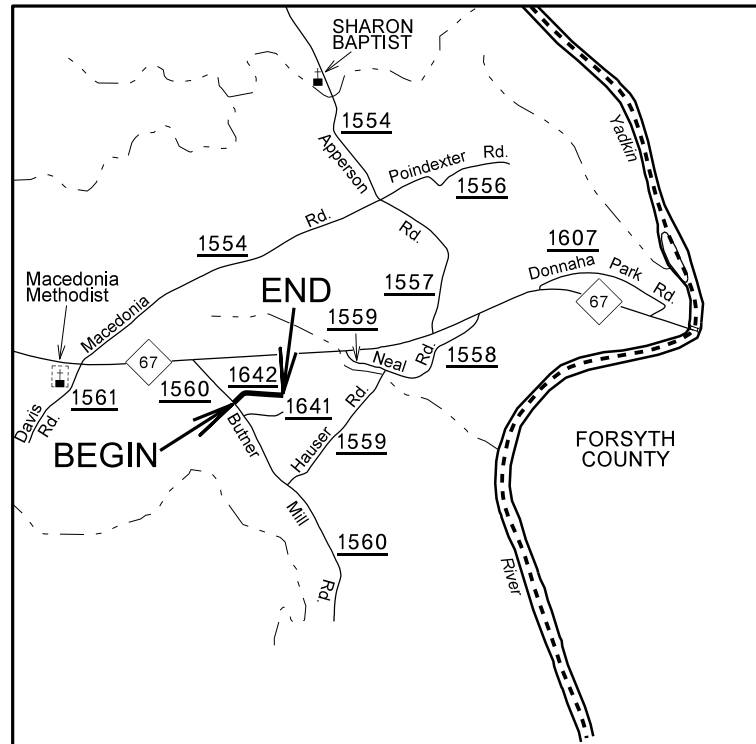 SHARON
BAPTIST
Yadkin
1554
Apperson
Poindexter Rd.
1556
Rd.
Rd.
1554
1607
Donnaha Park Rd.
Macedonia
Methodist
END
1557
67
1559
Macedonia
67
1642
Neal Rd.
1558
1560
1561
1641
Davis
Rd.
BEGIN
Butner
Hauser Rd.
1559
FORSYTH
COUNTY
Mill
1560
River
Rd.